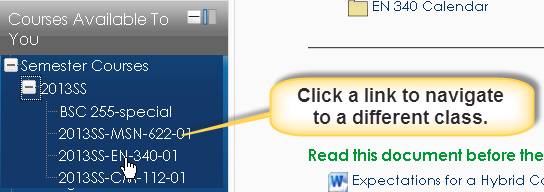 Courses Available To
You
Semester Courses
2013SS
BSC 255-special
2013SS-MSN-622-01
2013SS-EN-340-01
112-01
EN 340 Calendar
Click a link to navigate
to a different class.
Read this document before the
Expectations for a Hybrid Co